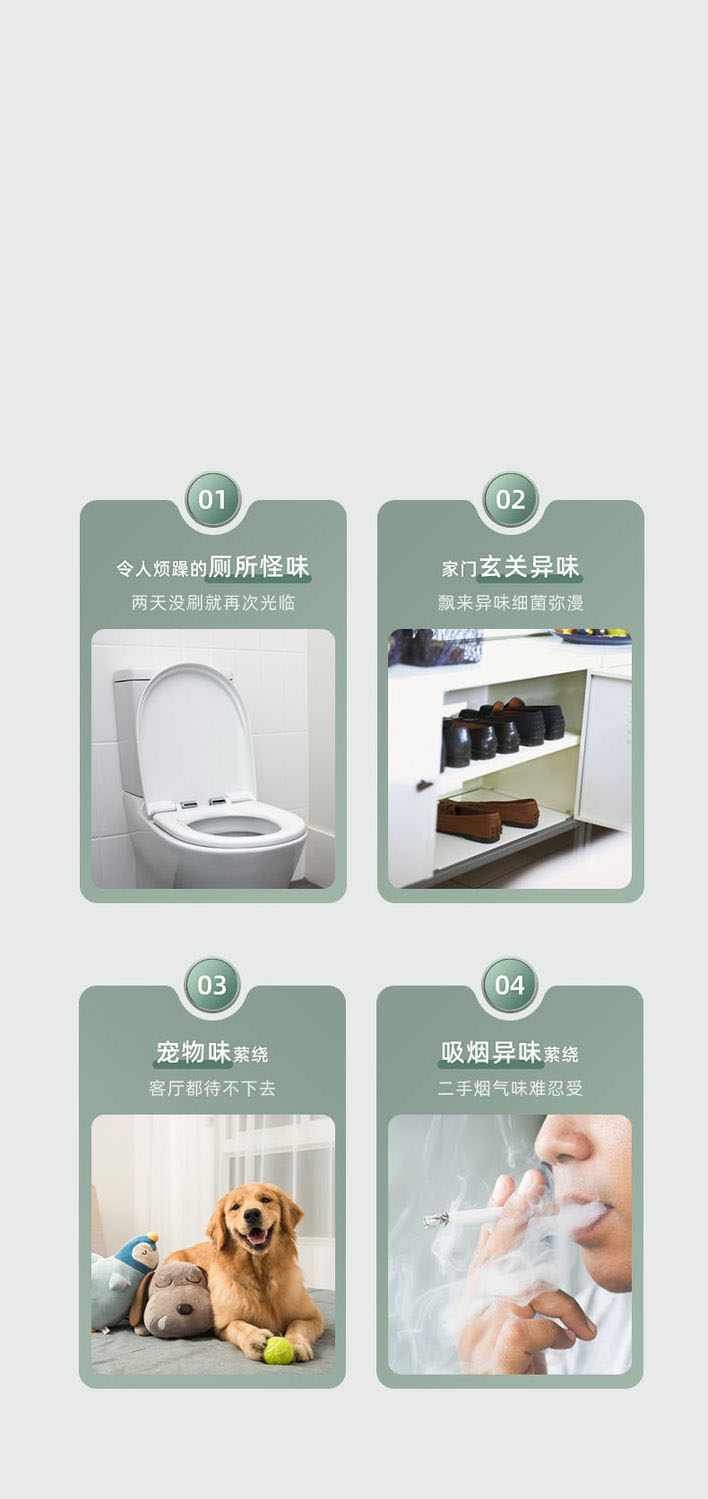 01
令人烦躁的厕所怪味
两天没刷就再次光临
02
家门玄关异味
飘来异味细菌弥漫
03
宠物味萦绕
客厅都待不下去
04
吸烟异味萦绕
二手烟气味难忍受